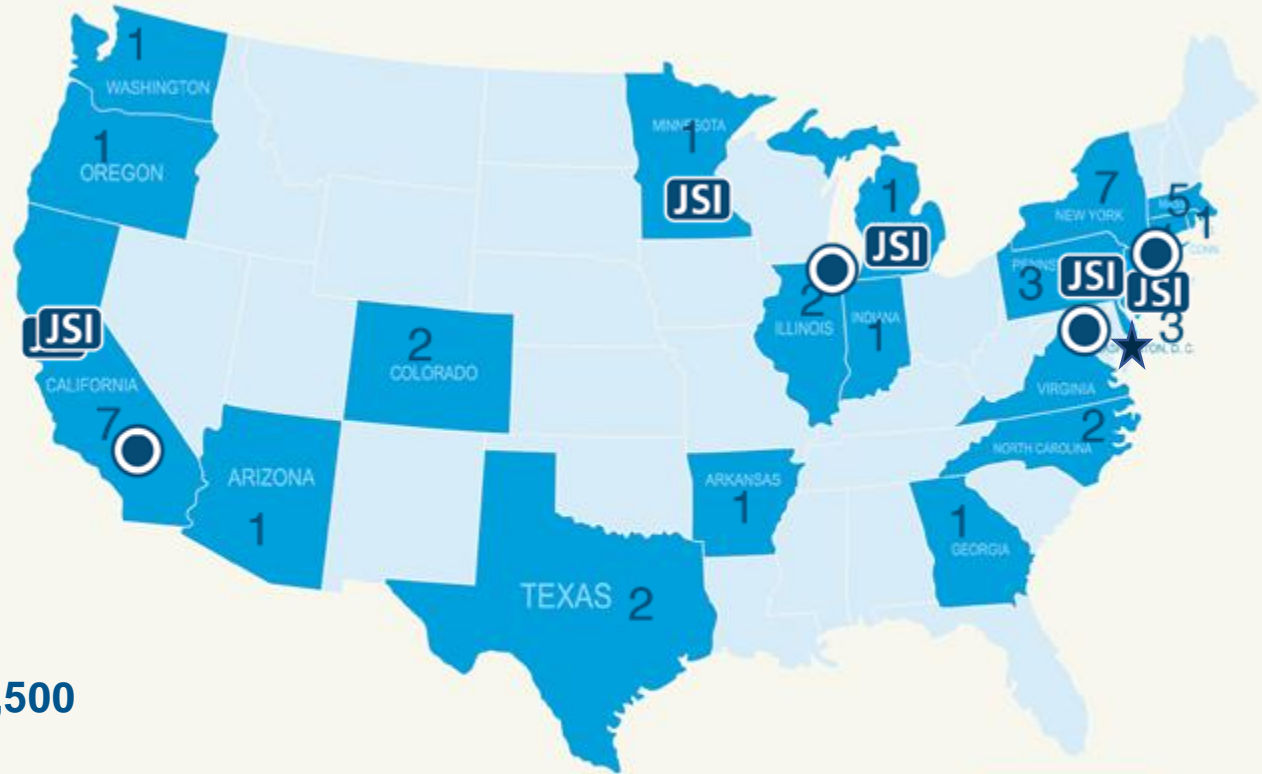 1
WASHINGTON
1
OREGON
MINNESOTA
1
JSI
1
JSI
7
NEW YORK
5
1
CONN
3
JSI
JSI
3
2
ILLINOIS
INDIANA
1
JSI
CALIFORNIA
7
2
COLORADO
VIRGINIA
2
NORTH CAROLINA
ARIZONA
1
ARKANSAS
1
1
GEORGIA
TEXAS 2
,500